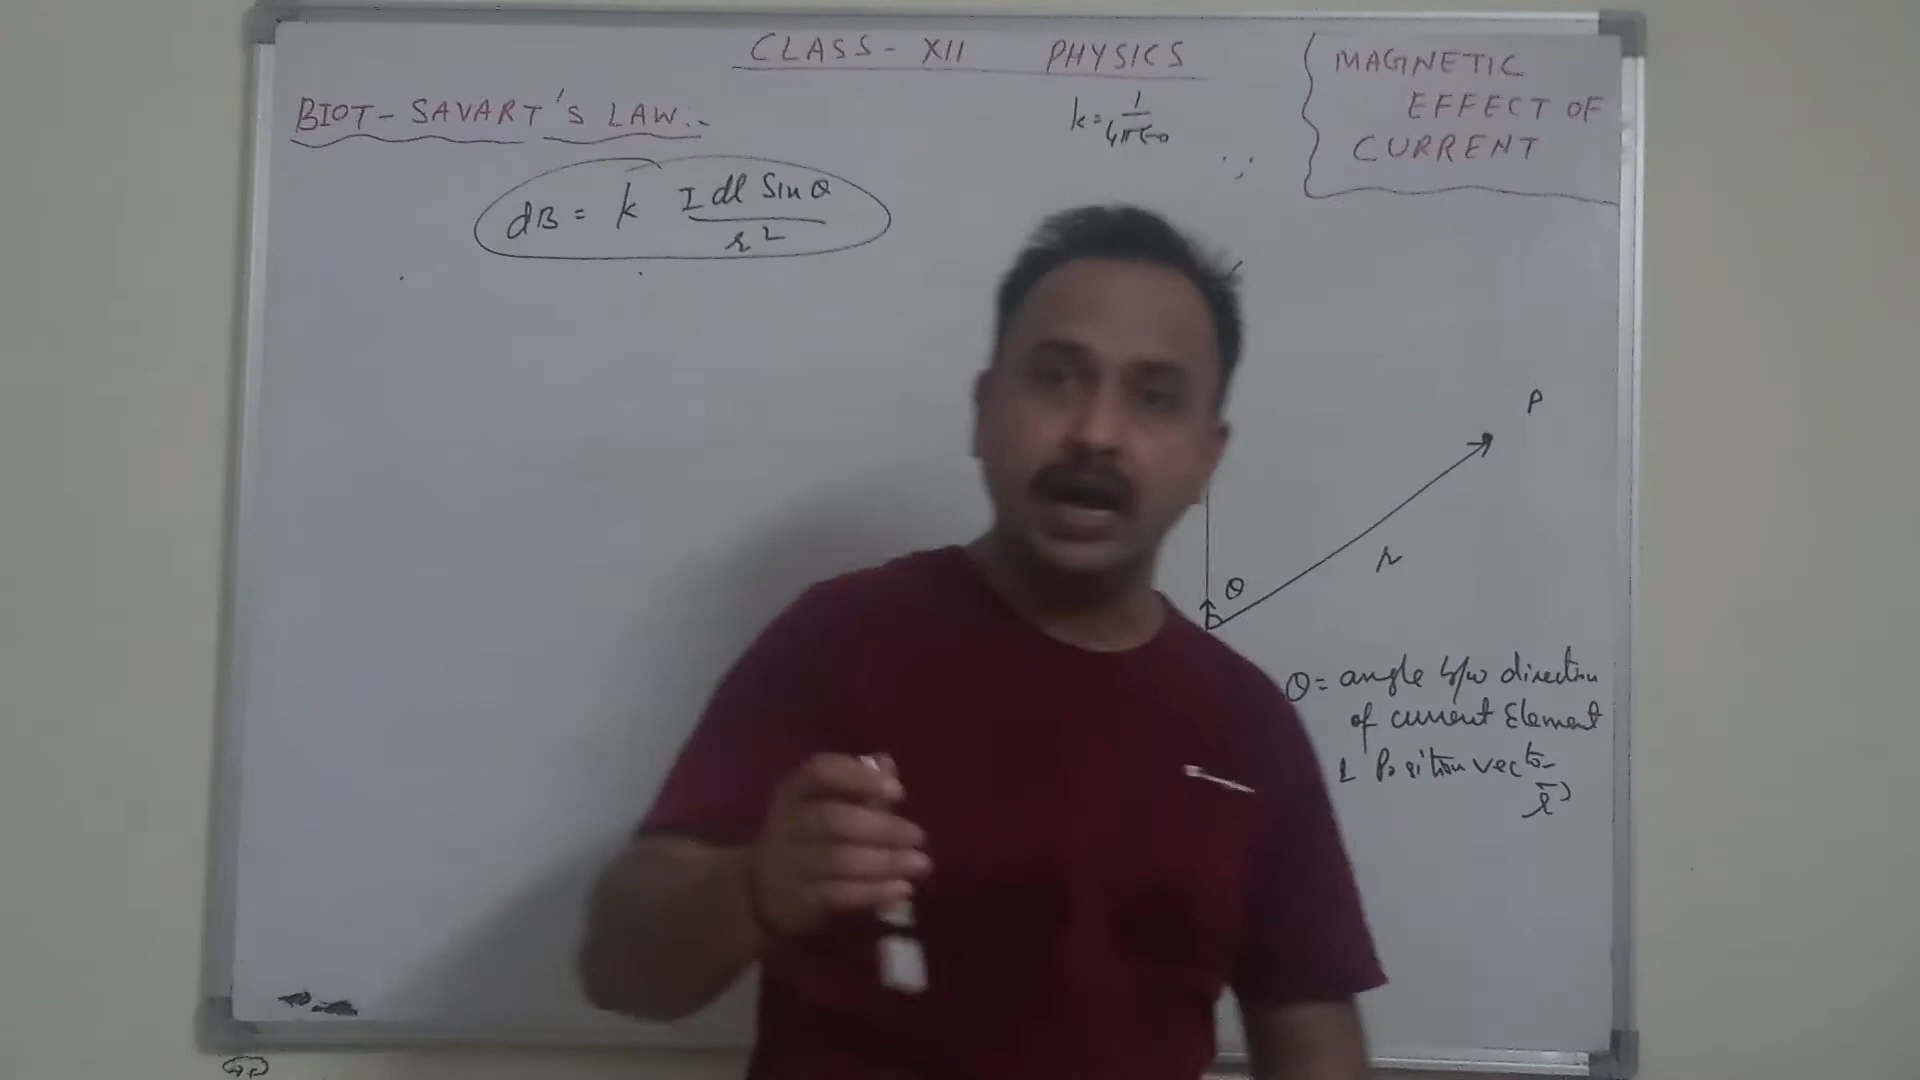 CLASS - XII PHYSICS
MAGNETIC
EFFECT OF
CURRENT
BIOT - SAVART'S LAW:-
k = 1/4πϵ0
dB = k I dl Sin θ / r2
P
r
θ
θ = angle b/w direction
of current Element
& Position vector
r